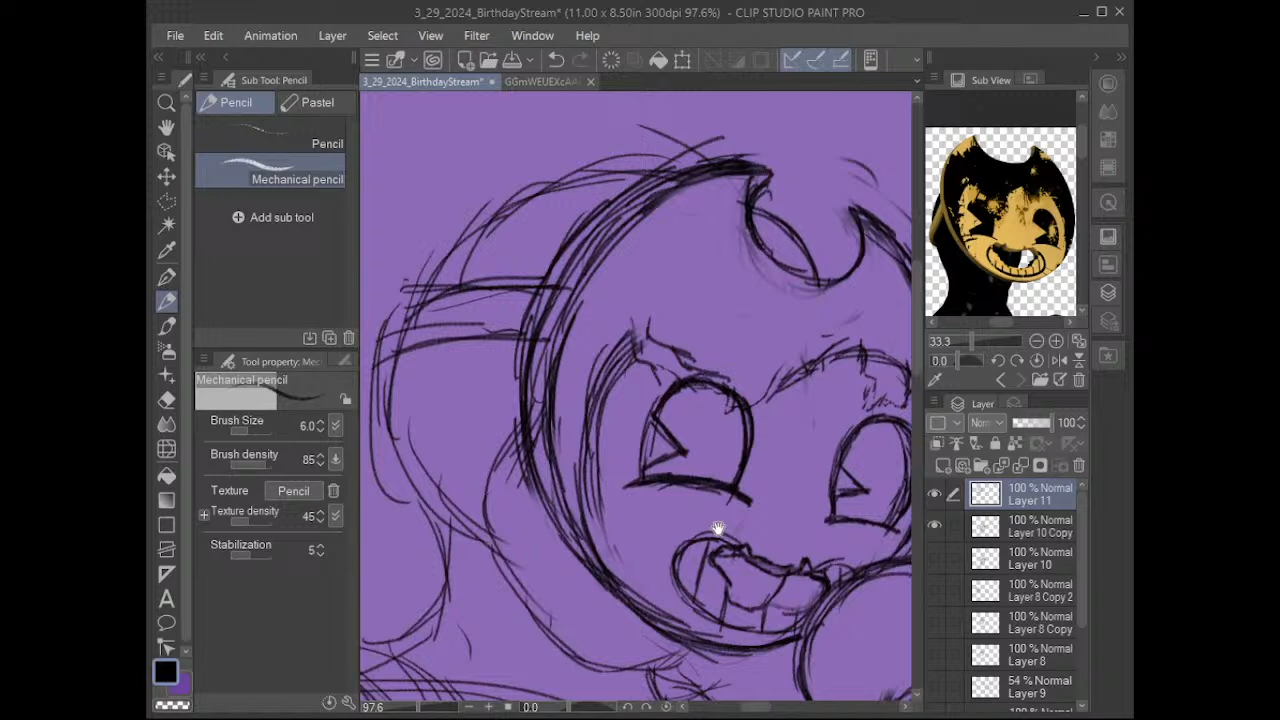 3_29_2024_BirthdayStream* (11.00 x 8.50in 300dpi 97.6%) - CLIP STUDIO PAINT PRO
File Edit Animation Layer Select View Filter Window Help
Sub Tool: Pencil
3_29_2024_BirthdayStream*
Sub View
Pencil Pastel
Pencil
Mechanical pencil
Add sub tool
Tool property: Mec
Mechanical pencil
Brush Size 6.0
Brush density 85
Texture Pencil
Texture density 45
Stabilization 5
33.3
0.0
Layer
Norm 100
100 % Normal
Layer 11
100 % Normal
Layer 10 Copy
100 % Normal
Layer 10
100 % Normal
Layer 8 Copy 2
100 % Normal
Layer 8 Copy
100 % Normal
Layer 8
54 % Normal
Layer 9
97.6 0.0